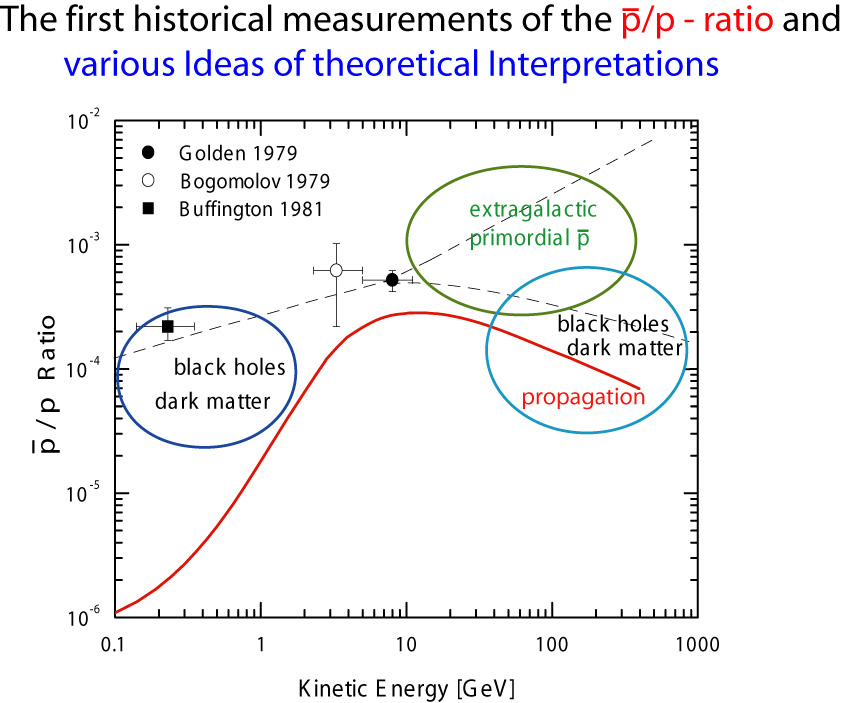 The first historical measurements of the p̅/p - ratio and
various Ideas of theoretical Interpretations
10⁻²
Golden 1979
Bogomolov 1979
Buffington 1981
extragalactic
primordial p̅
10⁻³
black holes
dark matter
black holes
dark matter
10⁻⁴
propagation
p̅ / p Ratio
10⁻⁵
10⁻⁶
0.1 1 10 100 1000
Kinetic Energy [GeV]